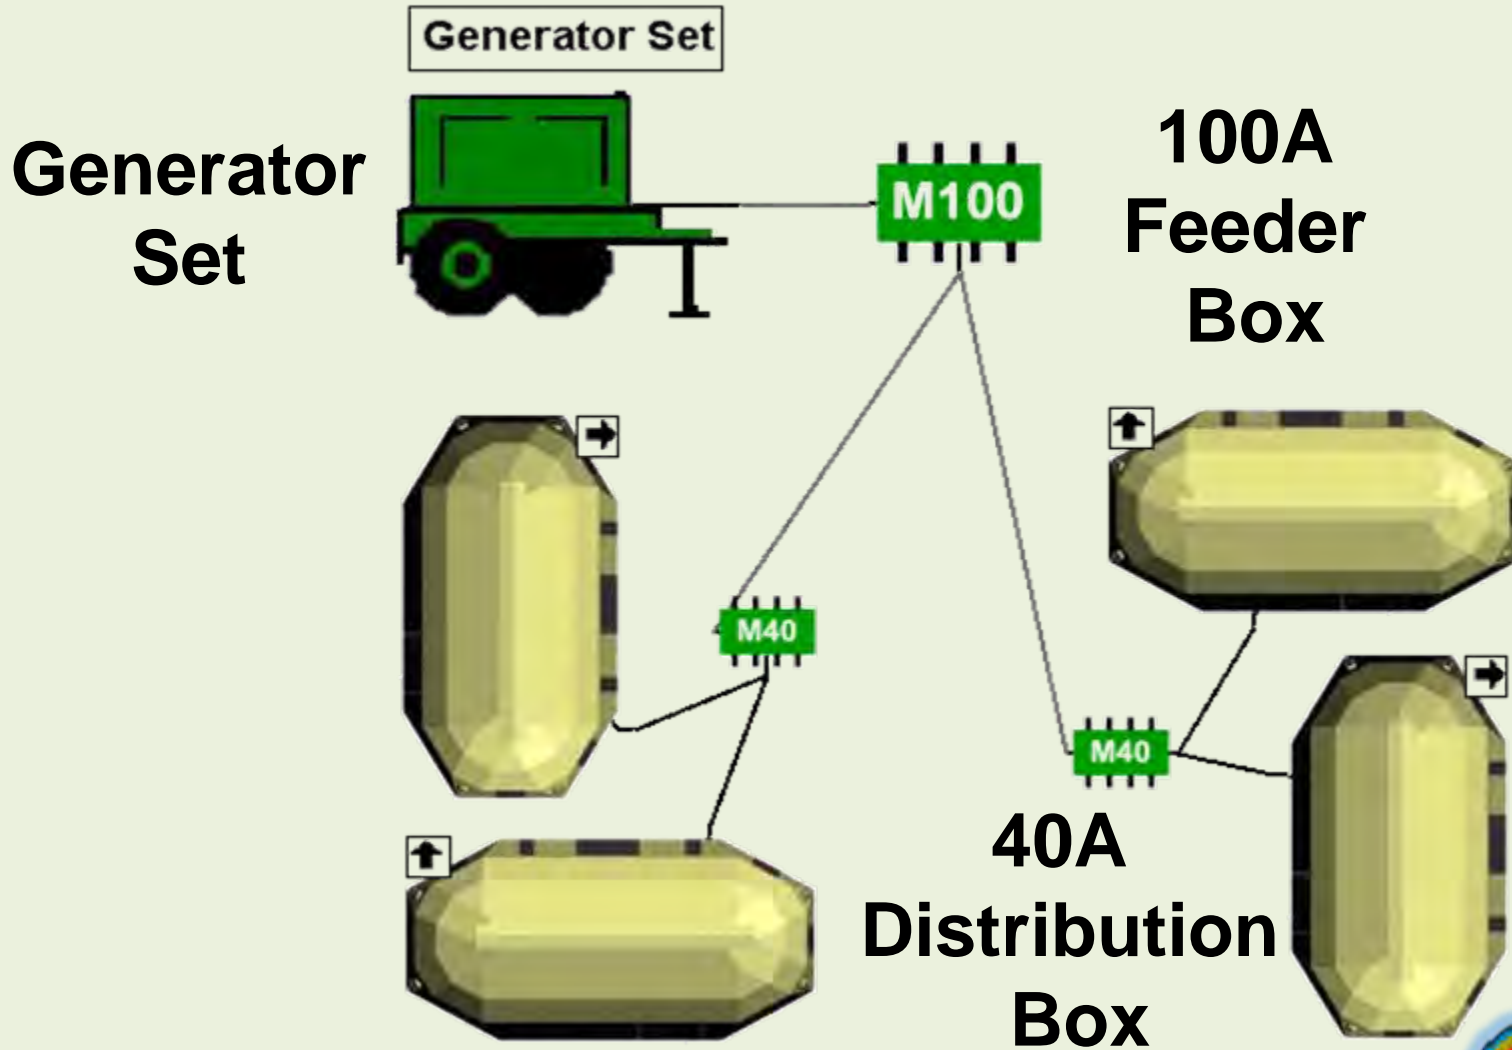 Generator Set
Generator
Set
M100
100A
Feeder
Box
M40
M40
40A
Distribution
Box